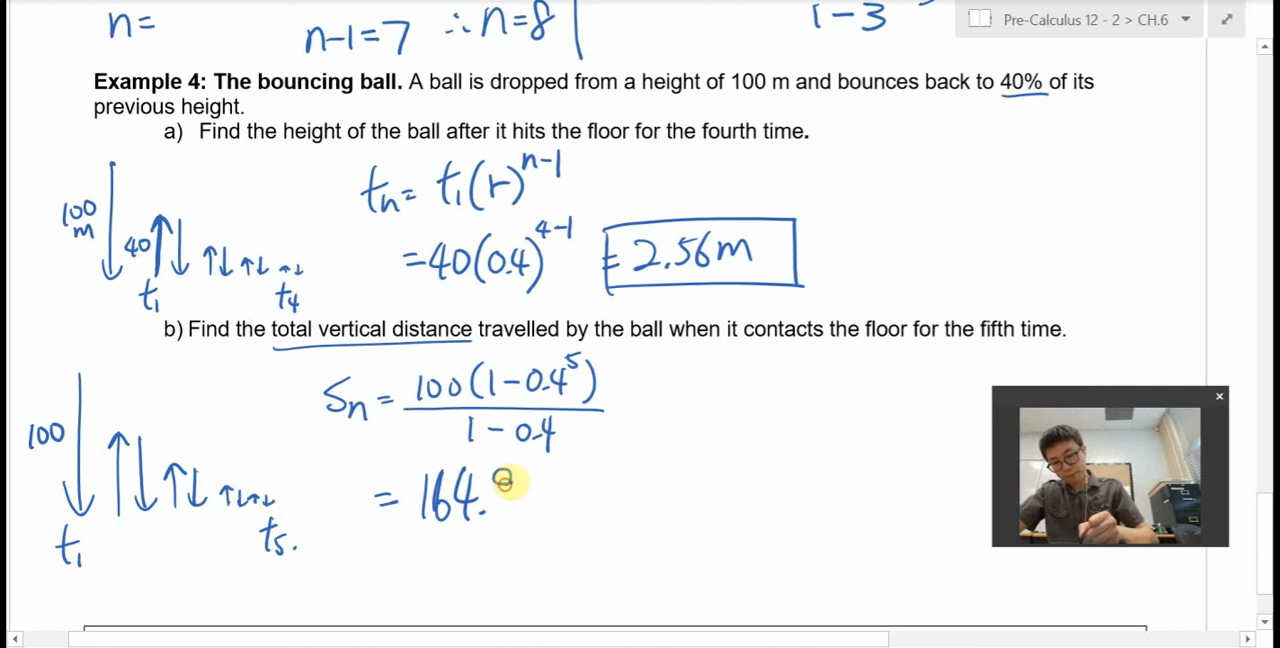 n=
n-1=7 ∴n=8
1-3
Pre-Calculus 12 - 2 > CH.6
Example 4: The bouncing ball. A ball is dropped from a height of 100 m and bounces back to 40% of its
previous height.
a) Find the height of the ball after it hits the floor for the fourth time.
100 m
40
t₁
t₄
tₙ= t₁(r)ⁿ⁻¹
=40(0.4)⁴⁻¹ = 2.56m
b) Find the total vertical distance travelled by the ball when it contacts the floor for the fifth time.
100
t₁
t₅.
Sₙ = 100(1-0.4⁵)
1-0.4
= 164.